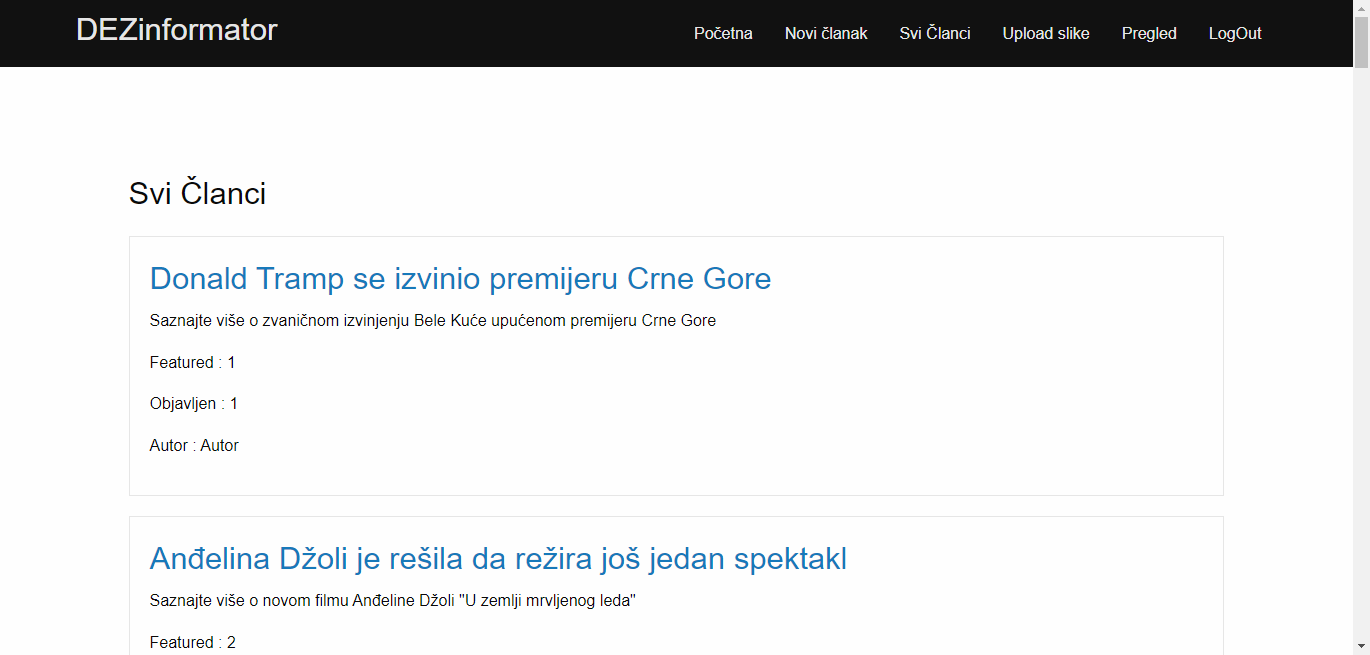 DEZinformator
Početna Novi članak Svi Članci Upload slike Pregled LogOut
Svi Članci
Donald Tramp se izvinio premijeru Crne Gore
Saznajte više o zvaničnom izvinjenju Bele Kuće upućenom premijeru Crne Gore
Featured : 1
Objavljen : 1
Autor : Autor
Anđelina Džoli je rešila da režira još jedan spektakl
Saznajte više o novom filmu Anđeline Džoli "U zemlji mrvljenog leda"
Featured : 2